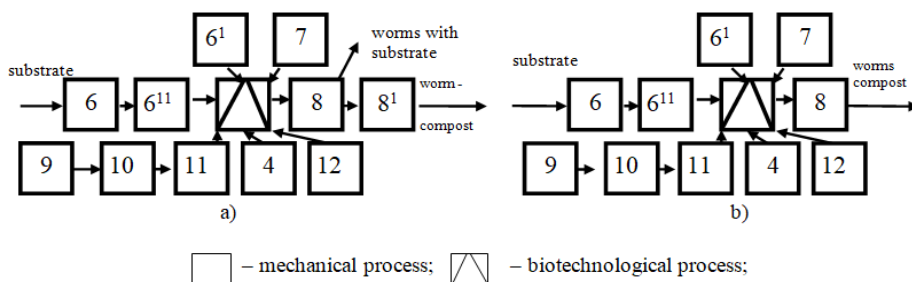 6¹ 7 worms with
substrate
substrate
6 6¹¹ 8 8¹ worm-
compost
9 10 11 4 12
a)
6¹ 7
substrate
worms
compost
6 6¹¹ 8
9 10 11 4 12
b)
– mechanical process; – biotechnological process;